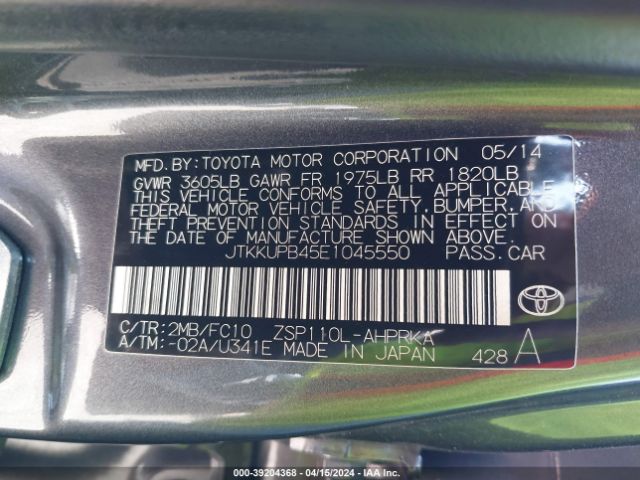 MFD. BY: TOYOTA MOTOR CORPORATION 05/14
GVWR 3605LB GAWR FR 1975LB RR 1820LB
THIS VEHICLE CONFORMS TO ALL APPLICABLE
FEDERAL MOTOR VEHICLE SAFETY, BUMPER, AND
THEFT PREVENTION STANDARDS IN EFFECT ON
THE DATE OF MANUFACTURE SHOWN ABOVE.
JTKKUPB45E1045550 PASS. CAR
C/TR: 2MB/FC10 ZSP110L-AHPRKA
A/TM: -02A/U341E MADE IN JAPAN 428 A
000-39204368 - 04/15/2024 - IAAI.COM